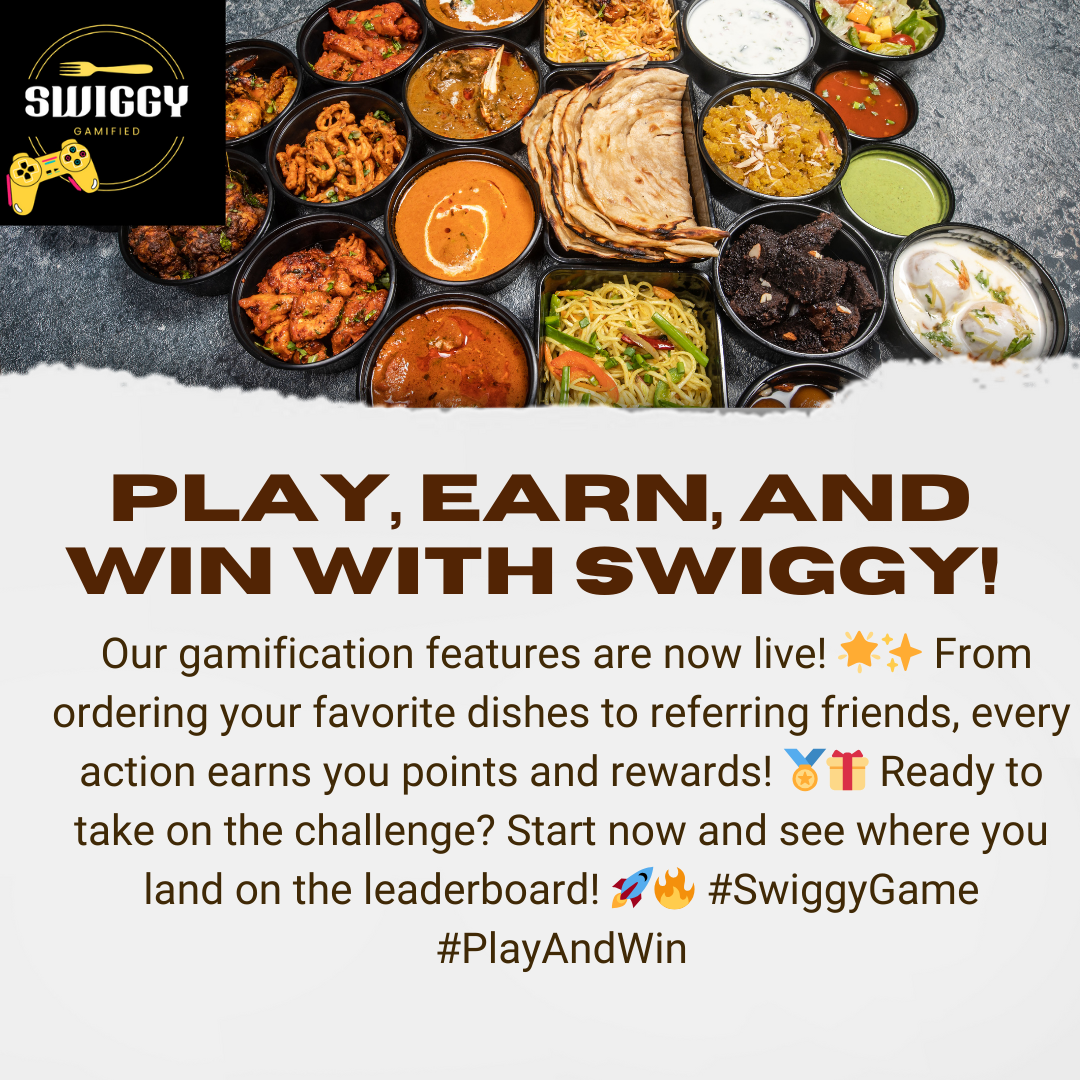 SWIGGY
GAMIFIED
PLAY, EARN, AND
WIN WITH SWIGGY!
Our gamification features are now live! 🌟✨ From
ordering your favorite dishes to referring friends, every
action earns you points and rewards! 🏅🎁 Ready to
take on the challenge? Start now and see where you
land on the leaderboard! 🚀🔥 #SwiggyGame
#PlayAndWin